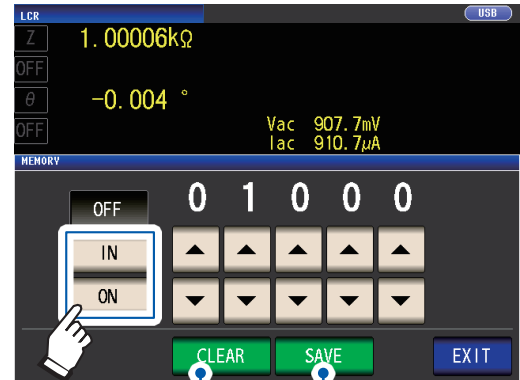 LCR USB
Z 1.00006kΩ
OFF
θ -0.004 °
OFF Vac 907.7mV
Iac 910.7μA
MEMORY
OFF 0 1 0 0 0
IN
ON
CLEAR SAVE EXIT